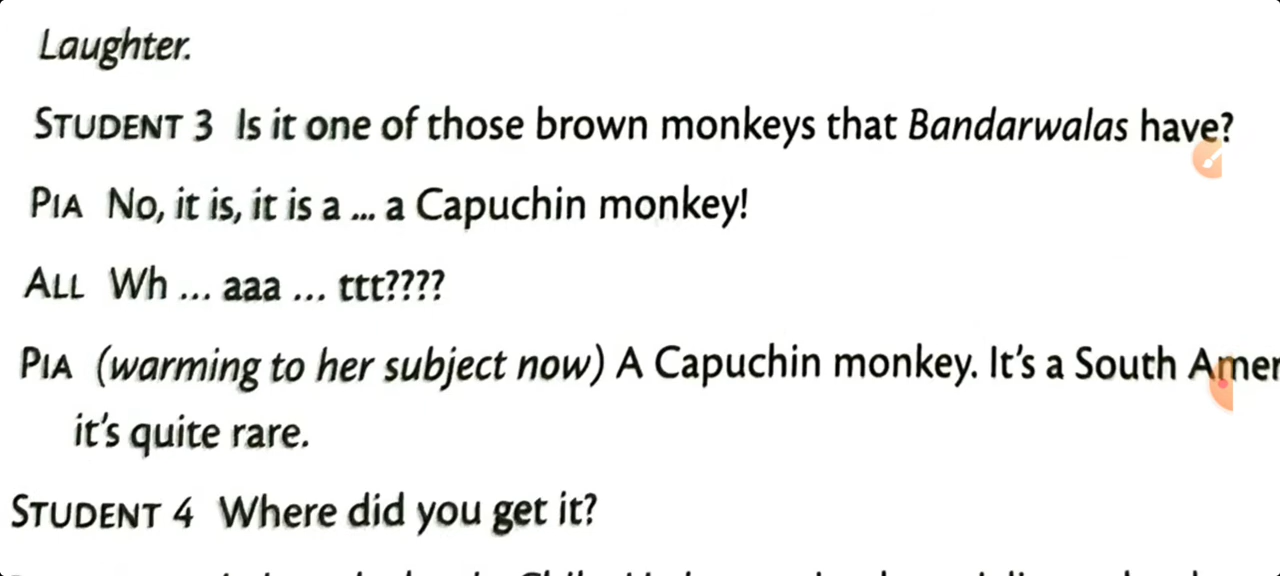 Laughter.
STUDENT 3 Is it one of those brown monkeys that Bandarwalas have?
PIA No, it is, it is a ... a Capuchin monkey!
ALL Wh ... aaa ... ttt????
PIA (warming to her subject now) A Capuchin monkey. It's a South Amer
it's quite rare.
STUDENT 4 Where did you get it?